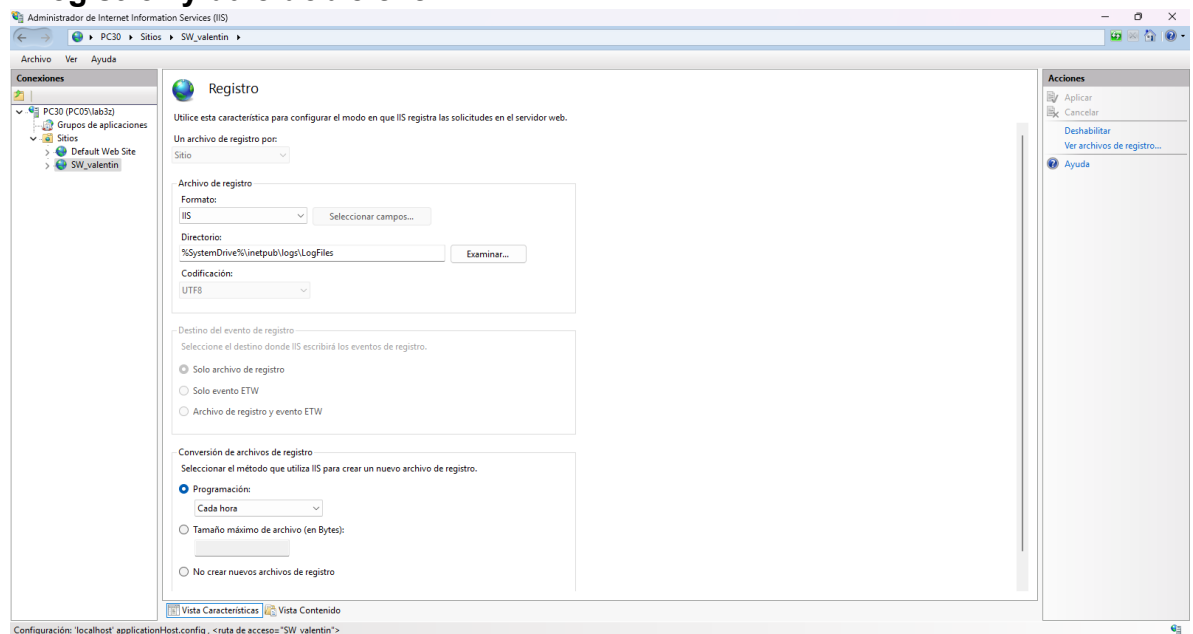 Administrador de Internet Information Services (IIS)
PC30 Sitios SW_valentin
Archivo Ver Ayuda
Conexiones
PC30 (PC05\lab3z)
Grupos de aplicaciones
Sitios
Default Web Site
SW_valentin
Registro
Utilice esta característica para configurar el modo en que IIS registra las solicitudes en el servidor web.
Un archivo de registro por:
Sitio
Archivo de registro
Formato:
IIS Seleccionar campos...
Directorio:
%SystemDrive%\inetpub\logs\LogFiles Examinar...
Codificación:
UTF8
Destino del evento de registro
Seleccione el destino donde IIS escribirá los eventos de registro.
Solo archivo de registro
Solo evento ETW
Archivo de registro y evento ETW
Conversión de archivos de registro
Seleccionar el método que utiliza IIS para crear un nuevo archivo de registro.
Programación:
Cada hora
Tamaño máximo de archivo (en Bytes):
No crear nuevos archivos de registro
Vista Características Vista Contenido
Acciones
Aplicar
Cancelar
Deshabilitar
Ver archivos de registro...
Ayuda
Configuración: 'localhost' applicationHost.config , <ruta de acceso="SW_valentin">